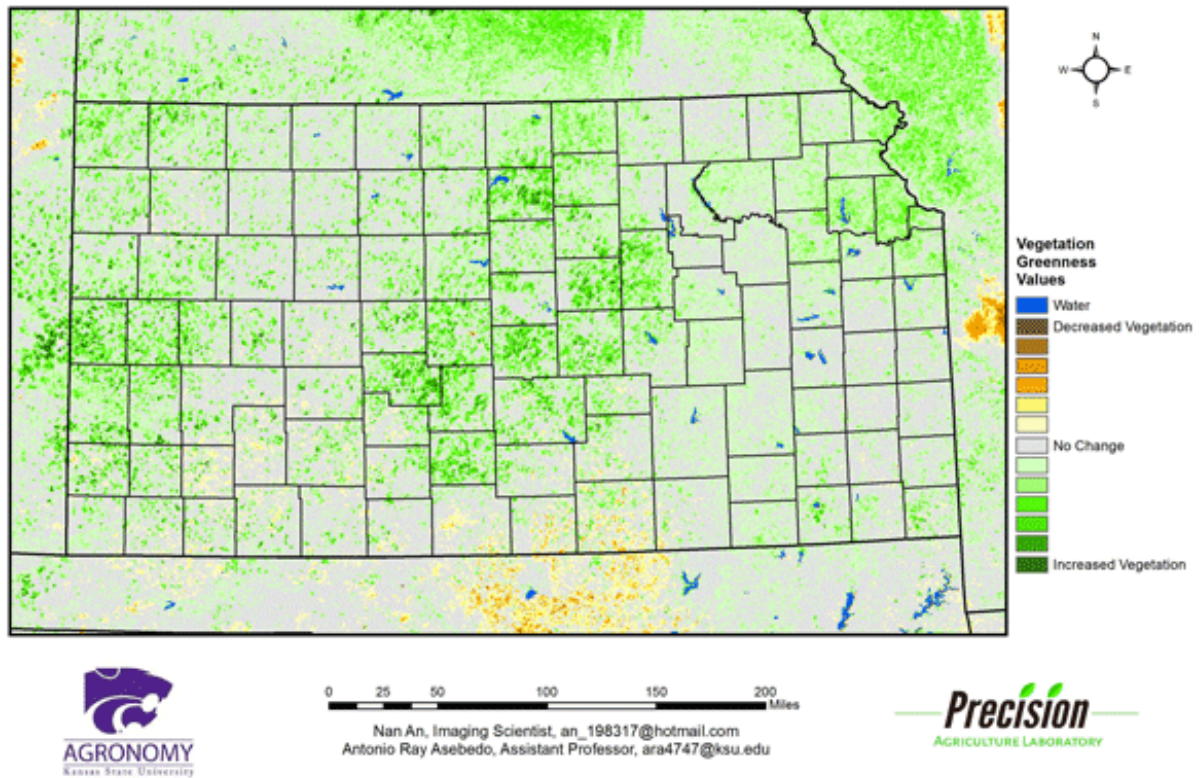 N
W E
S
Vegetation
Greenness
Values
Water
Decreased Vegetation
No Change
Increased Vegetation
0 25 50 100 150 200
Miles
Nan An, Imaging Scientist, an_198317@hotmail.com
Antonio Ray Asebedo, Assistant Professor, ara4747@ksu.edu
AGRONOMY
Kansas State University
Precision
AGRICULTURE LABORATORY